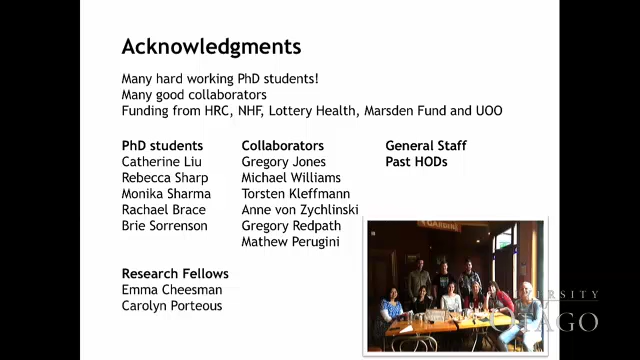 Acknowledgments
Many hard working PhD students!
Many good collaborators
Funding from HRC, NHF, Lottery Health, Marsden Fund and UOO
PhD students
Catherine Liu
Rebecca Sharp
Monika Sharma
Rachael Brace
Brie Sorrenson
Collaborators
Gregory Jones
Michael Williams
Torsten Kleffmann
Anne von Zychlinski
Gregory Redpath
Mathew Perugini
General Staff
Past HODs
Research Fellows
Emma Cheesman
Carolyn Porteous
OTAGO